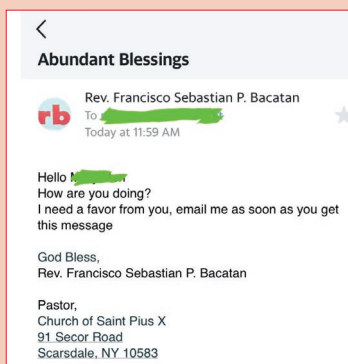 Abundant Blessings
rb
Rev. Francisco Sebastian P. Bacatan
To
Today at 11:59 AM
Hello
How are you doing?
I need a favor from you, email me as soon as you get
this message
God Bless,
Rev. Francisco Sebastian P. Bacatan
Pastor,
Church of Saint Pius X
91 Secor Road
Scarsdale, NY 10583